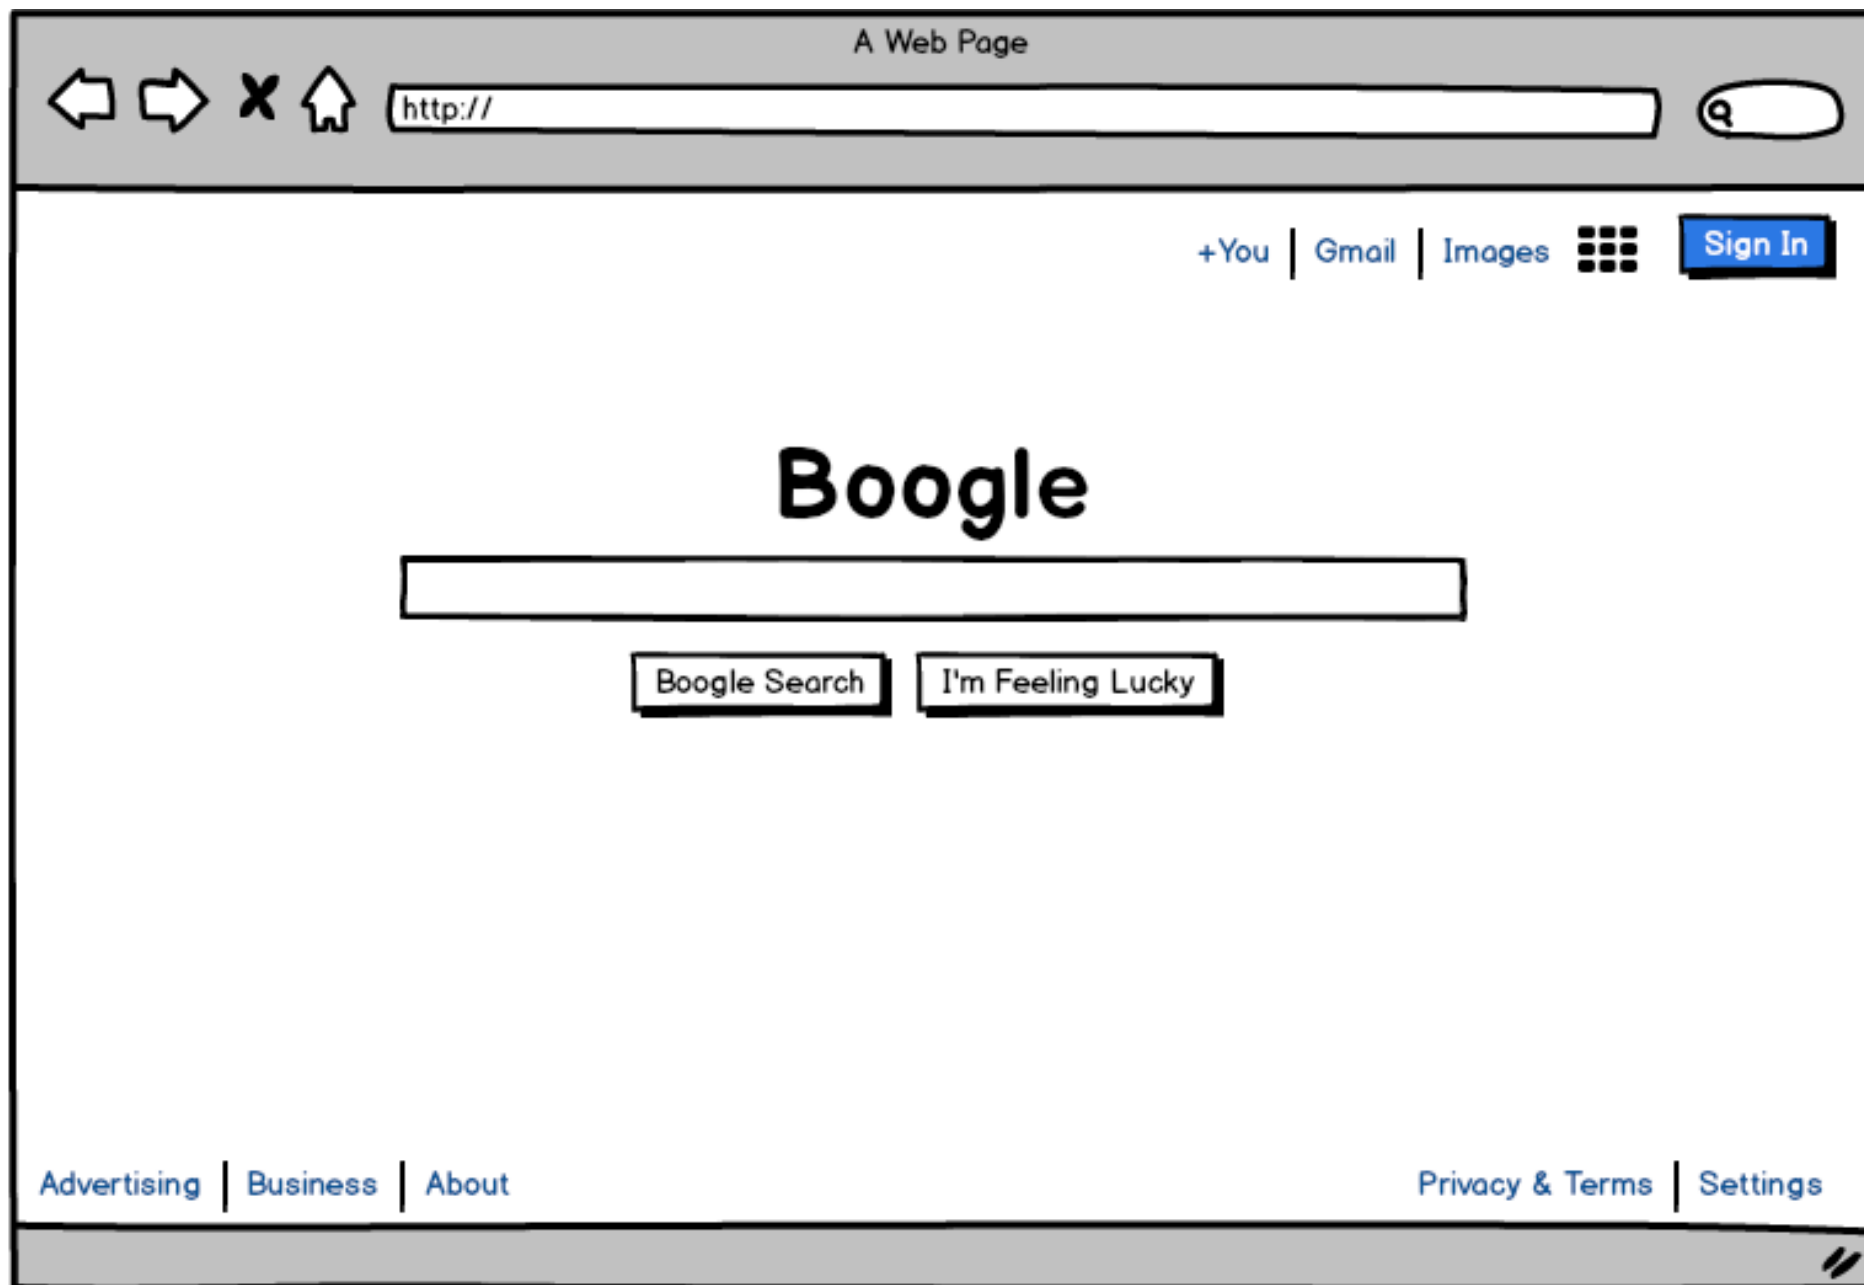 A Web Page
http://
+You Gmail Images Sign In
Boogle
Boogle Search I'm Feeling Lucky
Advertising Business About Privacy & Terms Settings